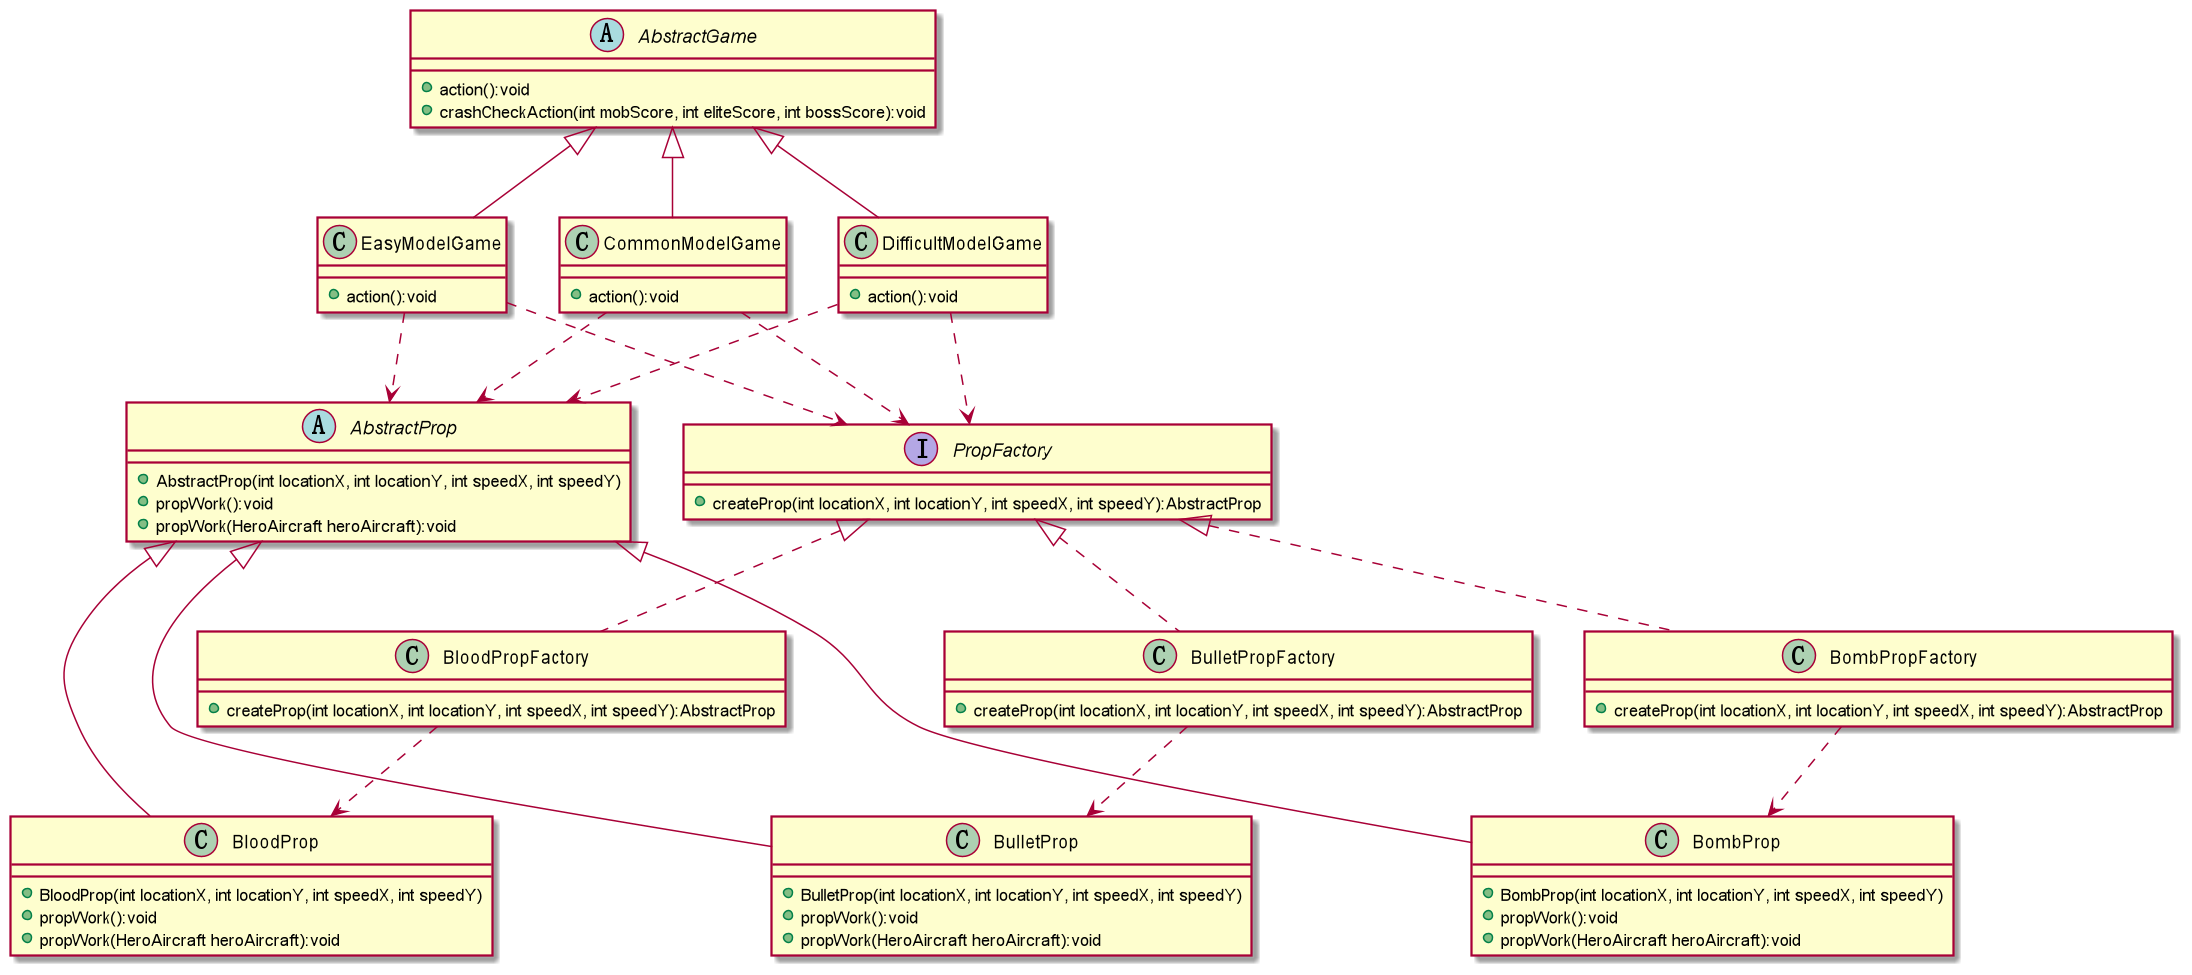 A AbstractGame
action():void
crashCheckAction(int mobScore, int eliteScore, int bossScore):void
C EasyModelGame
action():void
C CommonModelGame
action():void
C DifficultModelGame
action():void
A AbstractProp
AbstractProp(int locationX, int locationY, int speedX, int speedY)
propWork():void
propWork(HeroAircraft heroAircraft):void
I PropFactory
createProp(int locationX, int locationY, int speedX, int speedY):AbstractProp
C BloodPropFactory
createProp(int locationX, int locationY, int speedX, int speedY):AbstractProp
C BulletPropFactory
createProp(int locationX, int locationY, int speedX, int speedY):AbstractProp
C BombPropFactory
createProp(int locationX, int locationY, int speedX, int speedY):AbstractProp
C BloodProp
BloodProp(int locationX, int locationY, int speedX, int speedY)
propWork():void
propWork(HeroAircraft heroAircraft):void
C BulletProp
BulletProp(int locationX, int locationY, int speedX, int speedY)
propWork():void
propWork(HeroAircraft heroAircraft):void
C BombProp
BombProp(int locationX, int locationY, int speedX, int speedY)
propWork():void
propWork(HeroAircraft heroAircraft):void